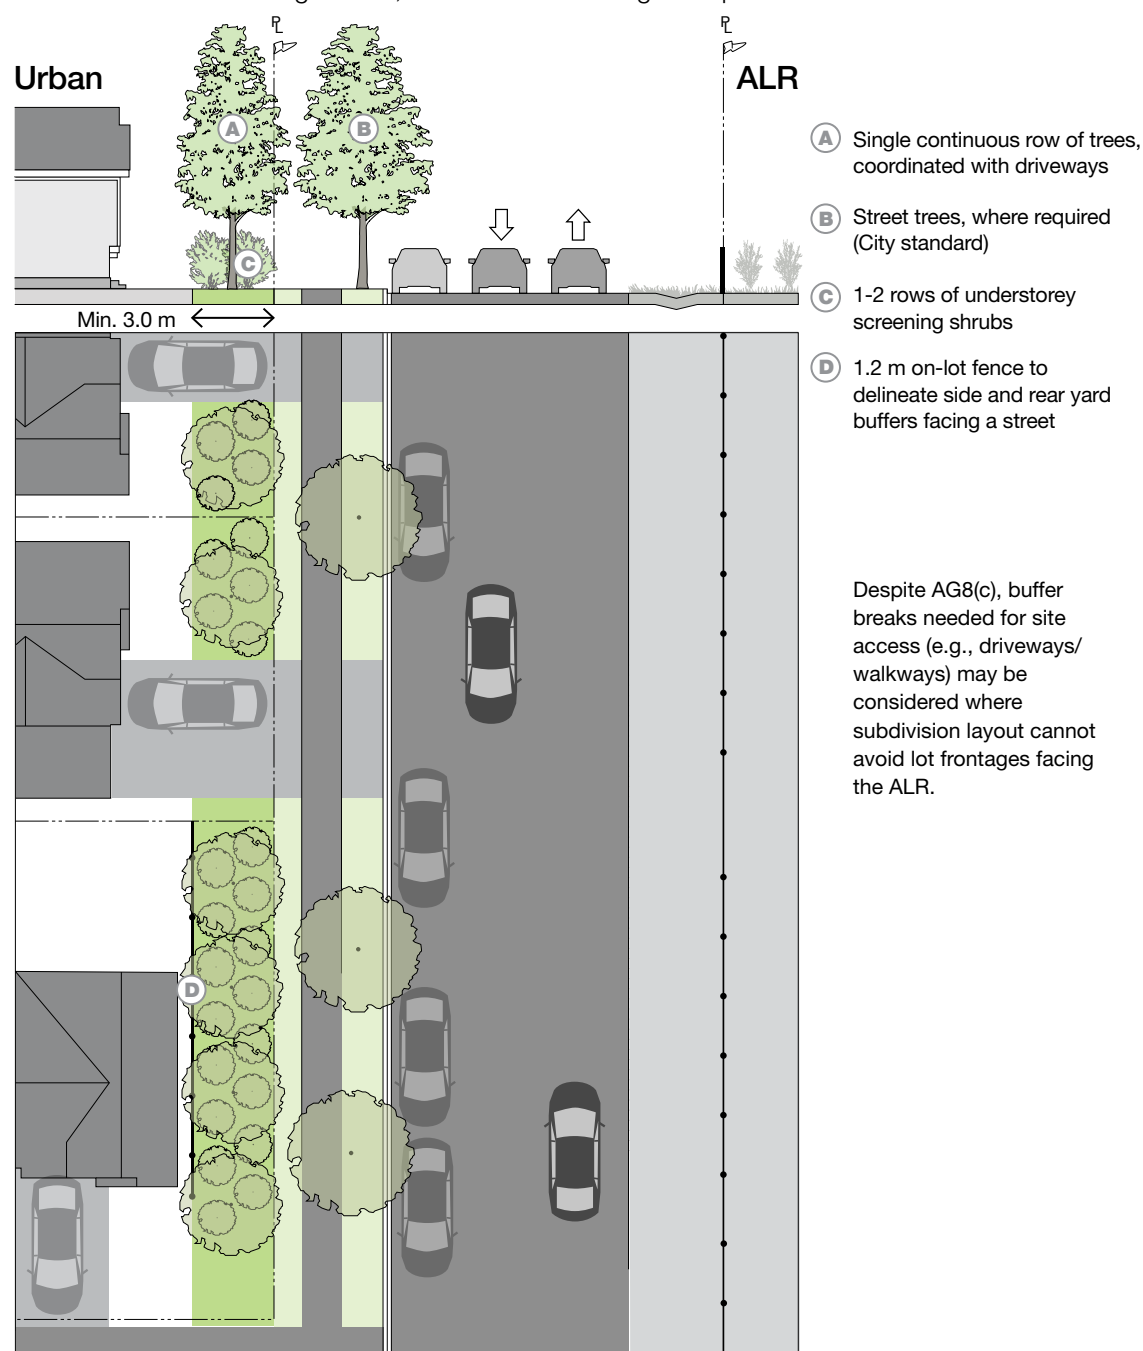 PL
PL
Urban
ALR
A
B
C
Min. 3.0 m
D
A Single continuous row of trees,
coordinated with driveways
B Street trees, where required
(City standard)
C 1-2 rows of understorey
screening shrubs
D 1.2 m on-lot fence to
delineate side and rear yard
buffers facing a street
Despite AG8(c), buffer
breaks needed for site
access (e.g., driveways/
walkways) may be
considered where
subdivision layout cannot
avoid lot frontages facing
the ALR.